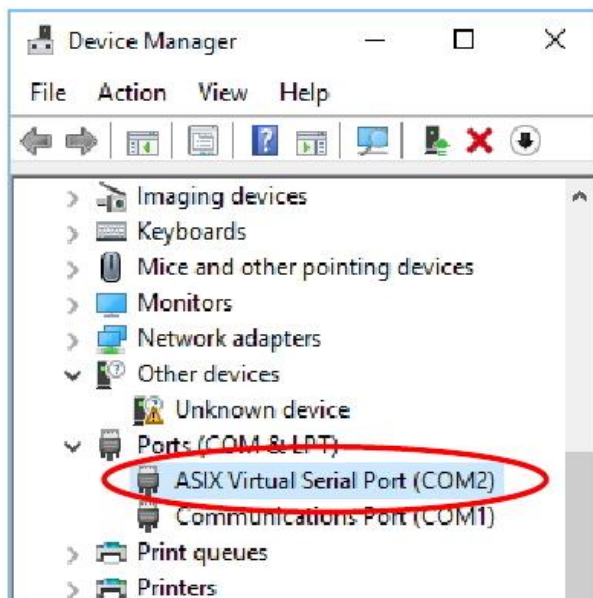 Device Manager
File Action View Help
Imaging devices
Keyboards
Mice and other pointing devices
Monitors
Network adapters
Other devices
Unknown device
Ports (COM & LPT)
ASIX Virtual Serial Port (COM2)
Communications Port (COM1)
Print queues
Printers